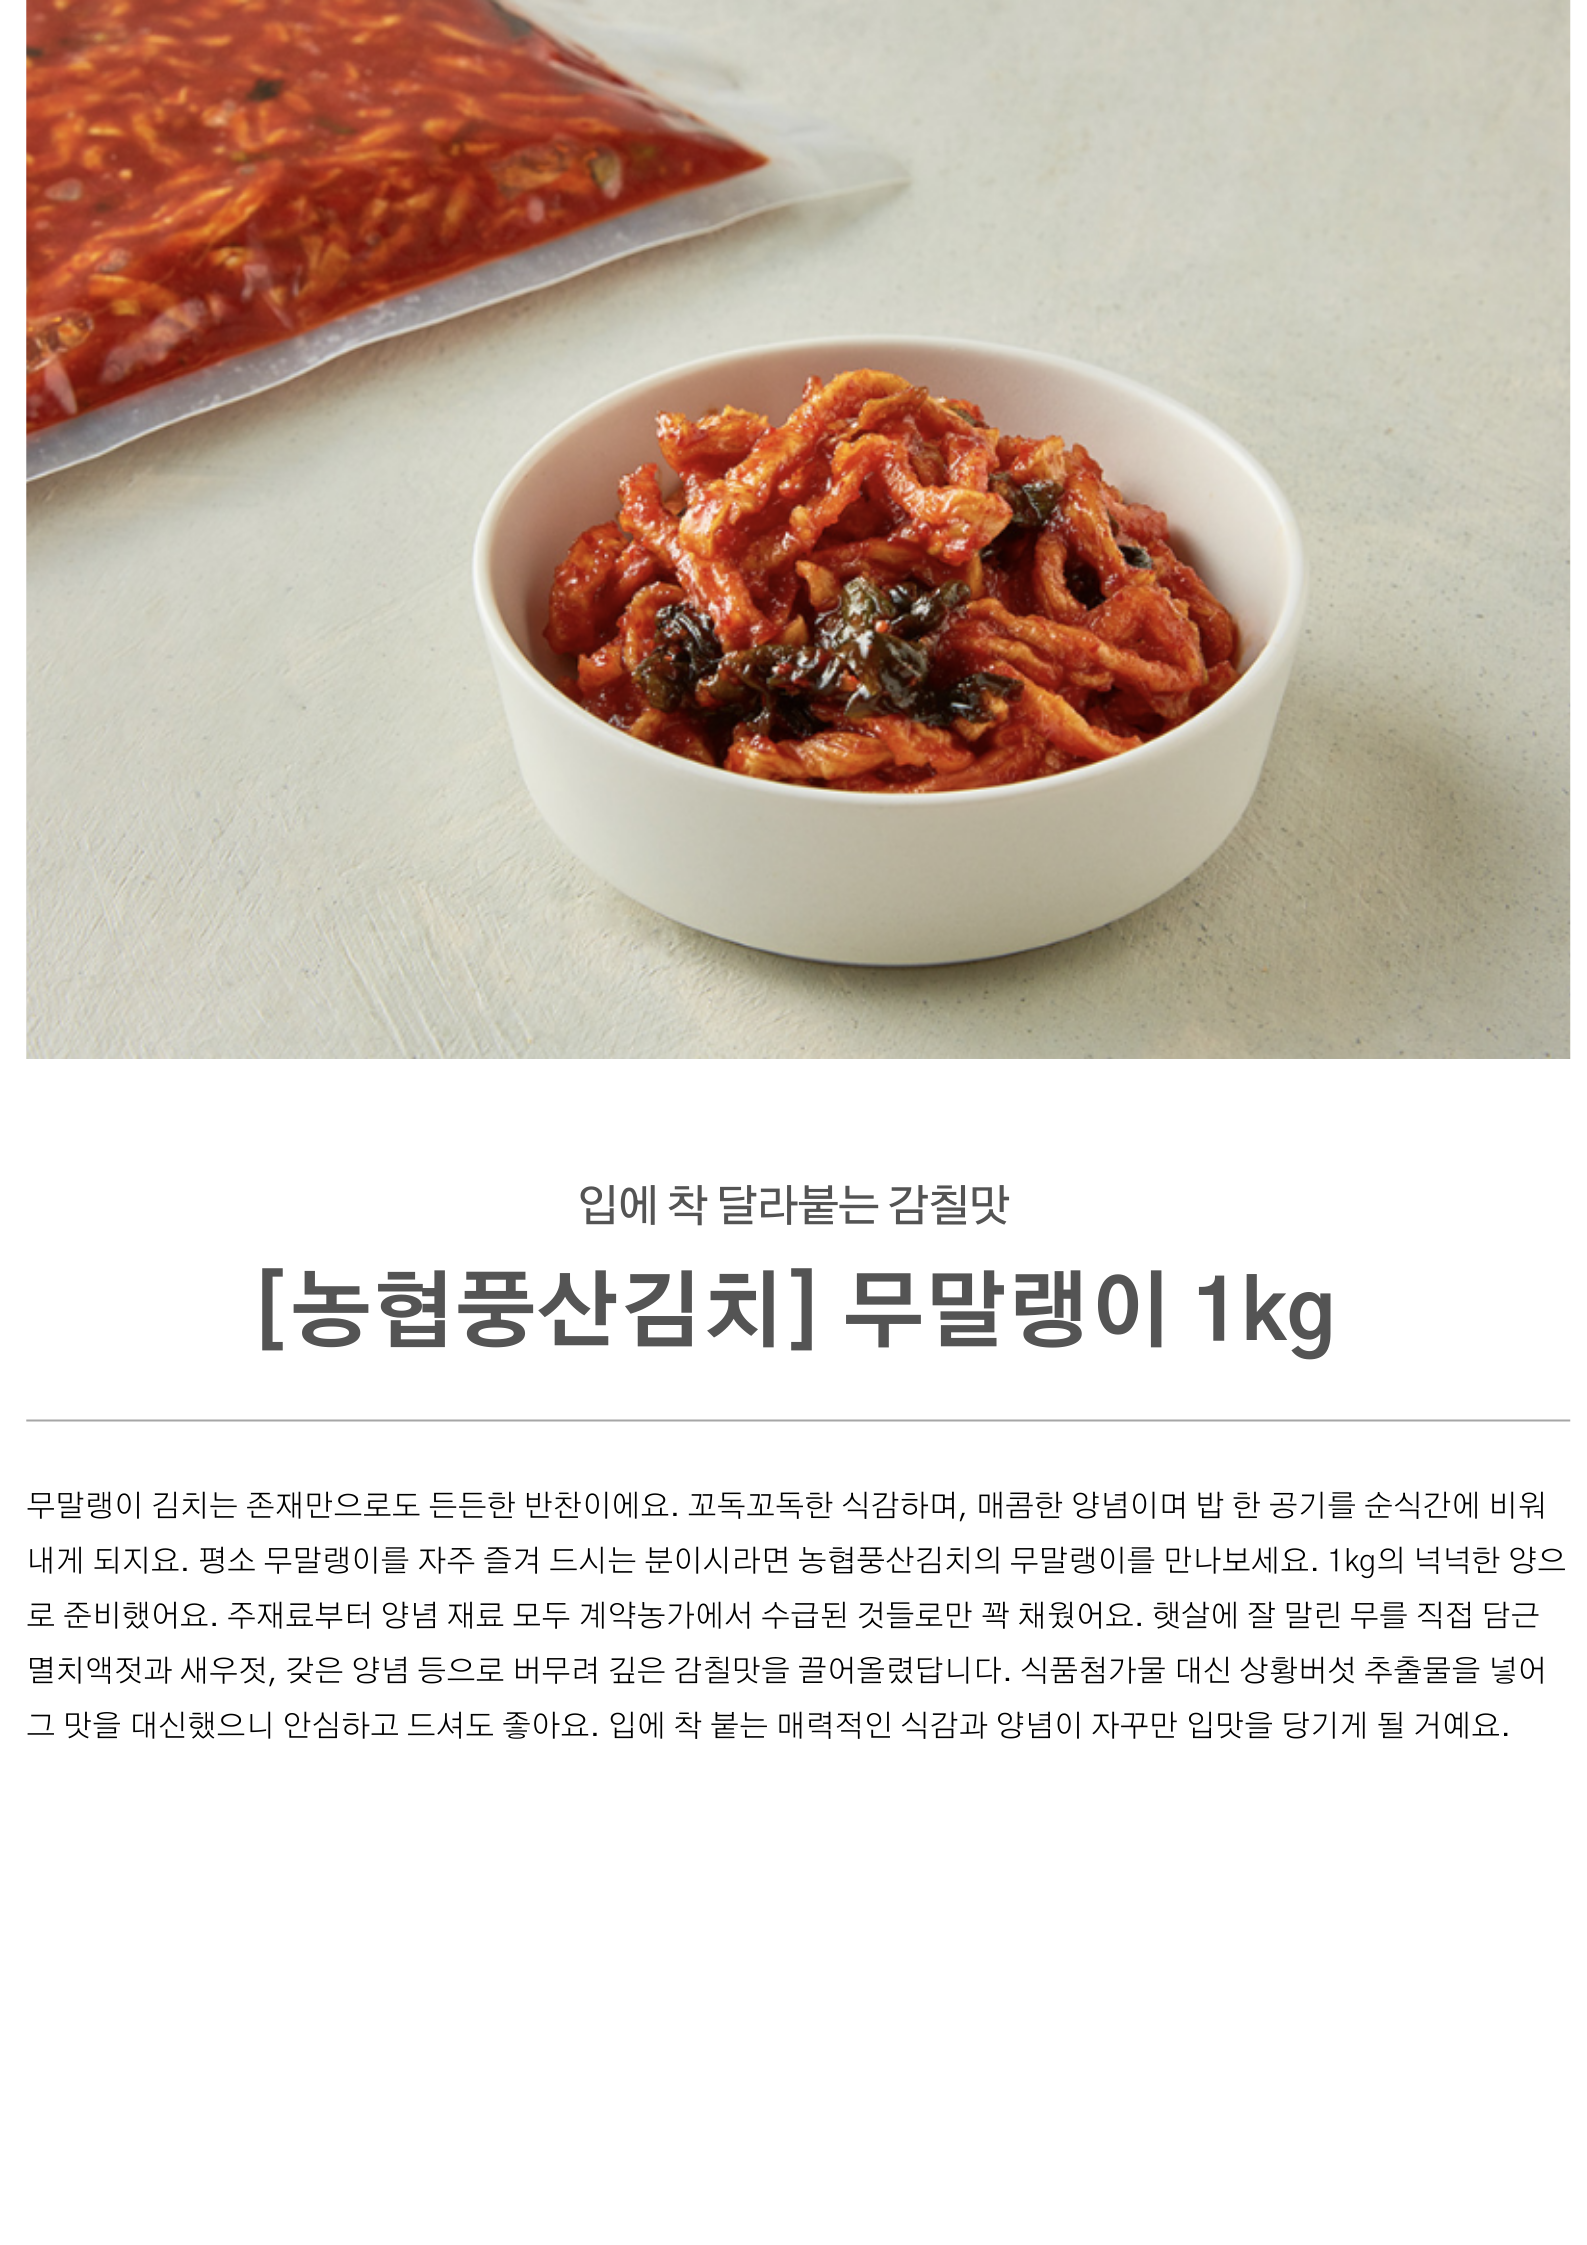 입에 착 달라붙는 감칠맛
[농협풍산김치] 무말랭이 1kg
무말랭이 김치는 존재만으로도 든든한 반찬이에요. 꼬독꼬독한 식감하며, 매콤한 양념이며 밥 한 공기를 순식간에 비워
내게 되지요. 평소 무말랭이를 자주 즐겨 드시는 분이시라면 농협풍산김치의 무말랭이를 만나보세요. 1kg의 넉넉한 양으
로 준비했어요. 주재료부터 양념 재료 모두 계약농가에서 수급된 것들로만 꽉 채웠어요. 햇살에 잘 말린 무를 직접 담근
멸치액젓과 새우젓, 갖은 양념 등으로 버무려 깊은 감칠맛을 끌어올렸답니다. 식품첨가물 대신 상황버섯 추출물을 넣어
그 맛을 대신했으니 안심하고 드셔도 좋아요. 입에 착 붙는 매력적인 식감과 양념이 자꾸만 입맛을 당기게 될 거예요.